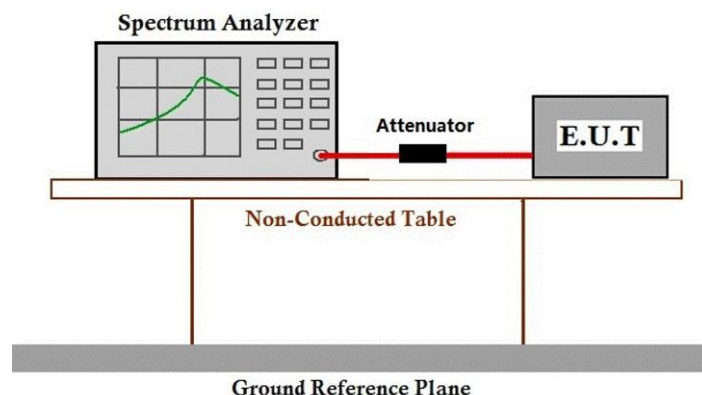 Spectrum Analyzer
Attenuator
E.U.T
Non-Conducted Table
Ground Reference Plane